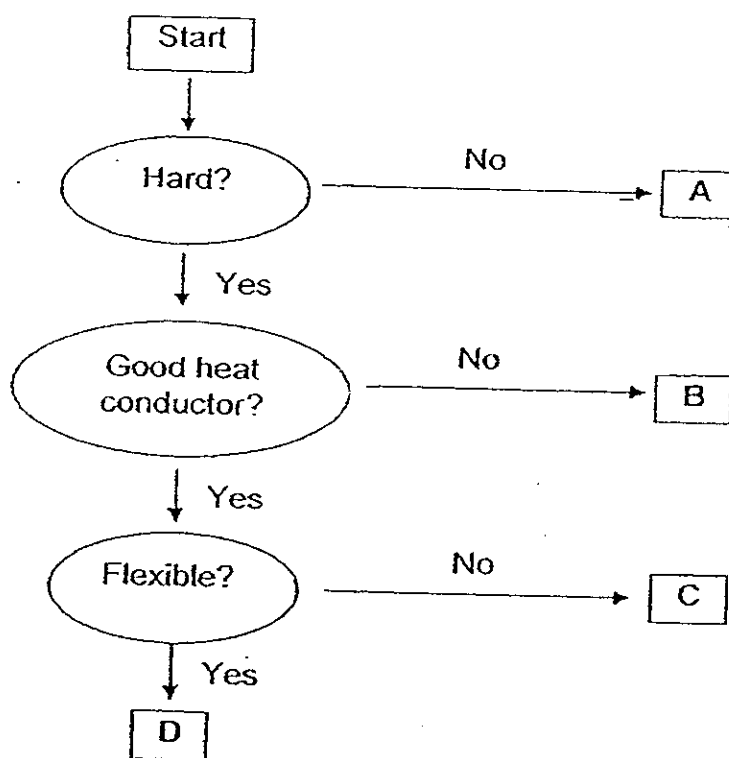 Start
Hard?
No
A
Yes
Good heat
conductor?
No
B
Yes
Flexible?
No
C
Yes
D